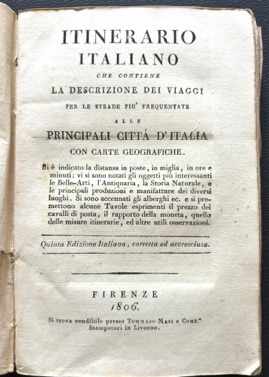 ITINERARIO
ITALIANO
CHE CONTIENE
LA DESCRIZIONE DEI VIAGGI
PER LE STRADE PIU' FREQUENTATE
ALLE
PRINCIPALI CITTÁ D'ITALIA
CON CARTE GEOGRAFICHE.
Si è indicato la distanza in poste, in miglia, in ore e
minuti: vi si sono notati gli oggetti più interessanti
le Belle-Arti, l'Antiquaria, la Storia Naturale, e
le principali produzioni e manifatture dei diversi
luoghi. Si sono accennati gli alberghi ec. e si pre-
mettono alcune Tavole esprimenti il prezzo dei
cavalli di posta, il rapporto della moneta, quello
delle misure itinerarie, ed altre utili osservazioni.
Quinta Edizione Italiana, corretta ed accresciuta.
FIRENZE
1806.
Si trova vendibile presso TOMMASO MASI e COMP.°
Stampatori in Livorno.